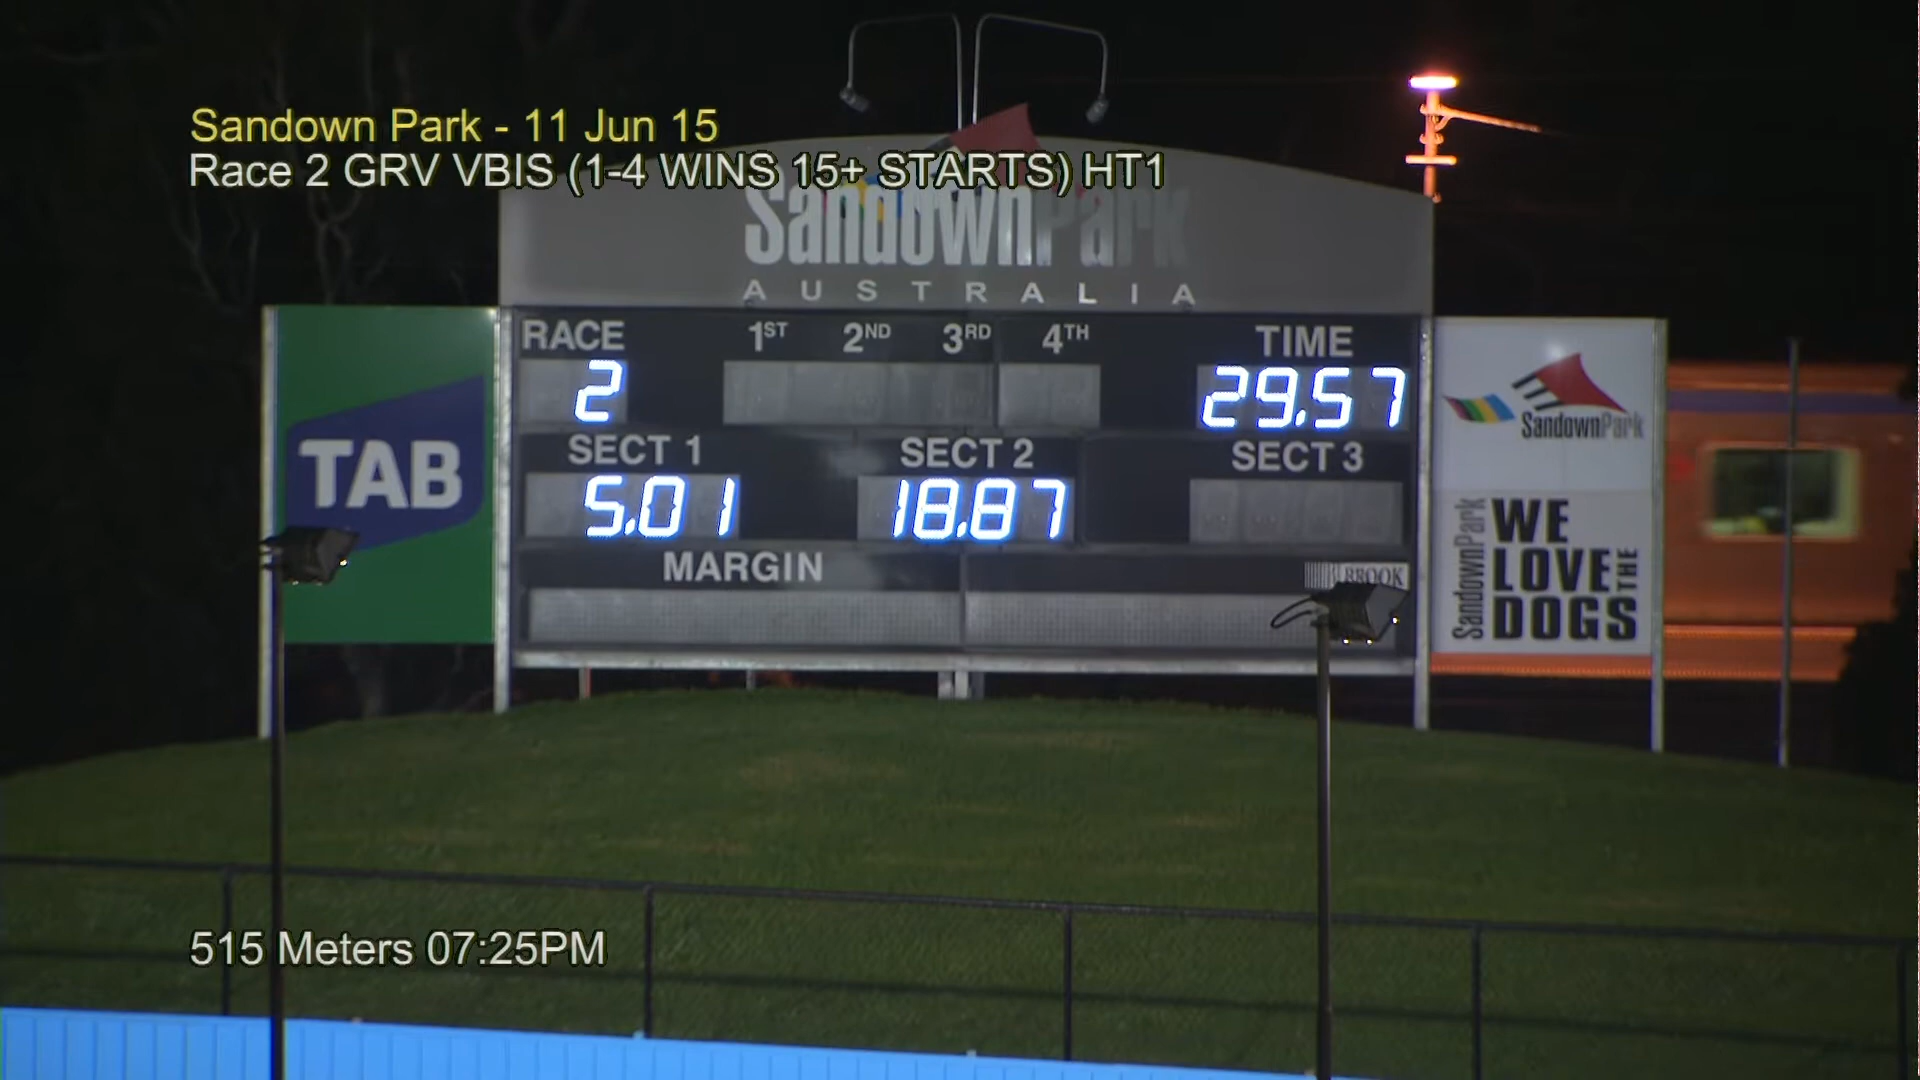 Sandown Park - 11 Jun 15
Race 2 GRV VBIS (1-4 WINS 15+ STARTS) HT1
SandownPark
AUSTRALIA
RACE 1ST 2ND 3RD 4TH TIME
2 29.57
SECT 1 SECT 2 SECT 3
5.01 18.87
MARGIN
BROOK
TAB
SandownPark
SandownPark
WE
LOVE THE
DOGS
515 Meters 07:25PM